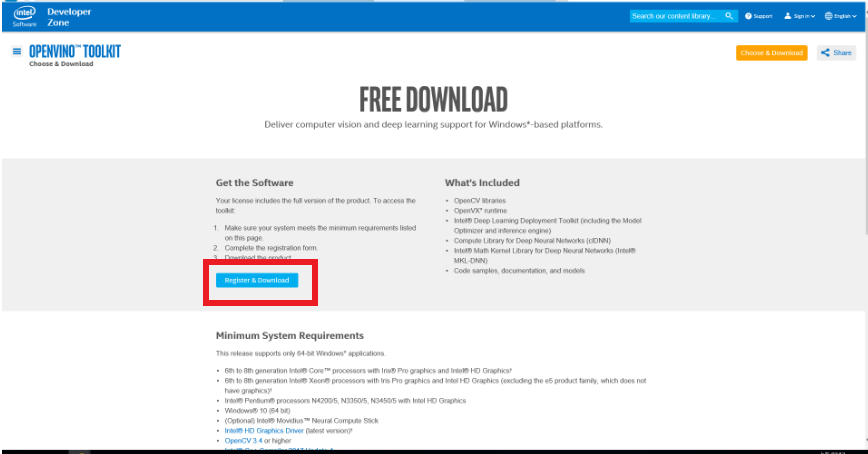 intel
Software
Developer
Zone
Search our content library...
Support
Sign in
English
OPENVINO™ TOOLKIT
Choose & Download
Choose & Download
Share
FREE DOWNLOAD
Deliver computer vision and deep learning support for Windows*-based platforms.
Get the Software
Your license includes the full version of the product. To access the
toolkit:
1. Make sure your system meets the minimum requirements listed
on this page.
2. Complete the registration form.
3. Download the product.
Register & Download
What's Included
• OpenCV libraries
• OpenVX* runtime
• Intel® Deep Learning Deployment Toolkit (including the Model
Optimizer and inference engine)
• Compute Library for Deep Neural Networks (clDNN)
• Intel® Math Kernel Library for Deep Neural Networks (Intel®
MKL-DNN)
• Code samples, documentation, and models
Minimum System Requirements
This release supports only 64-bit Windows* applications.
• 6th to 8th generation Intel® Core™ processors with Iris® Pro graphics and Intel® HD Graphics†
• 6th to 8th generation Intel® Xeon® processors with Iris Pro graphics and Intel HD Graphics (excluding the e5 product family, which does not
have graphics)†
• Intel® Pentium® processors N4200/5, N3350/5, N3450/5 with Intel HD Graphics
• Windows® 10 (64 bit)
• (Optional) Intel® Movidius™ Neural Compute Stick
• Intel® HD Graphics Driver (latest version)†
• OpenCV 3.4 or higher